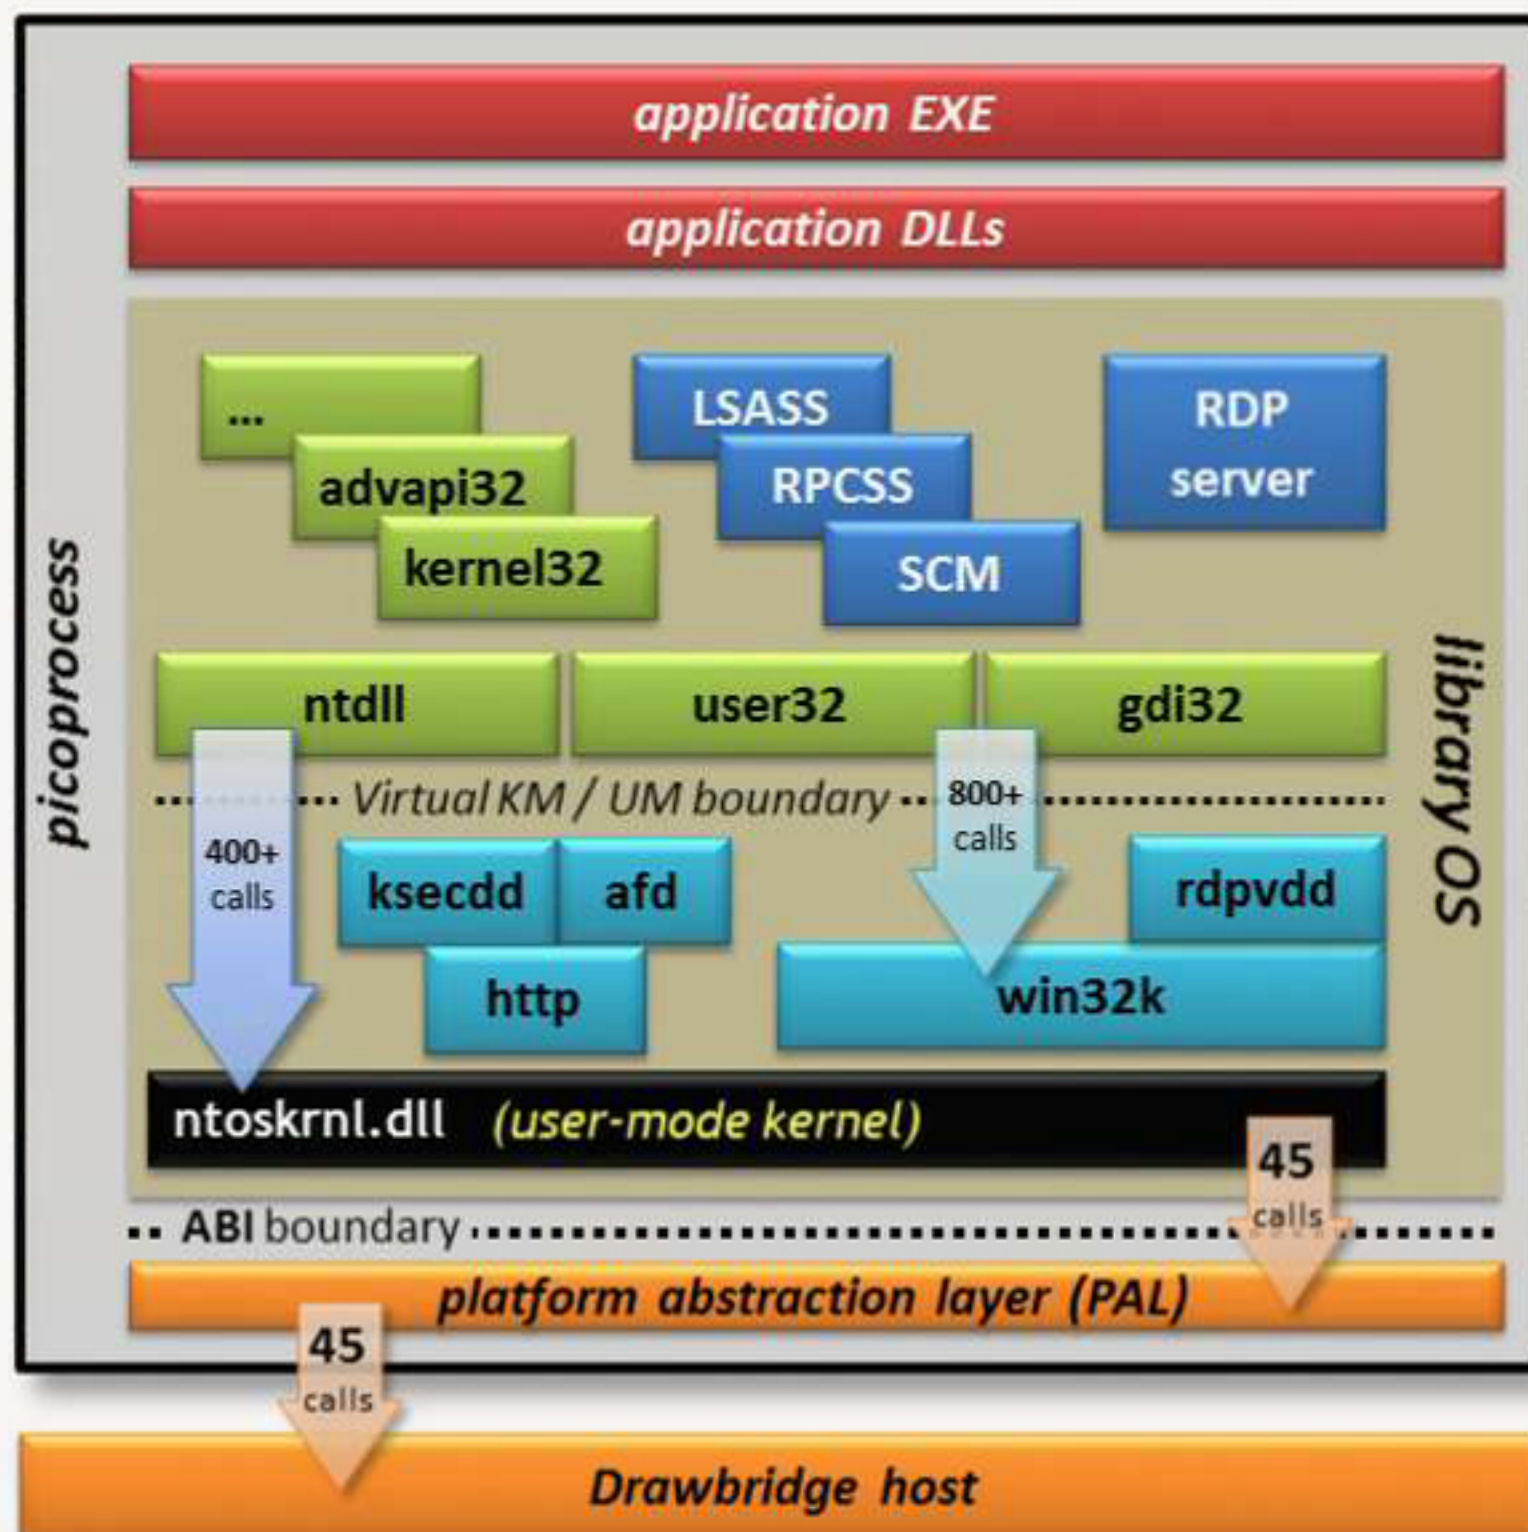 application EXE
application DLLs
picoprocess
library OS
...
advapi32
kernel32
LSASS
RPCSS
SCM
RDP
server
ntdll
user32
gdi32
Virtual KM / UM boundary
400+
calls
800+
calls
ksecdd
afd
http
rdpvdd
win32k
ntoskrnl.dll (user-mode kernel)
45
calls
ABI boundary
platform abstraction layer (PAL)
45
calls
Drawbridge host